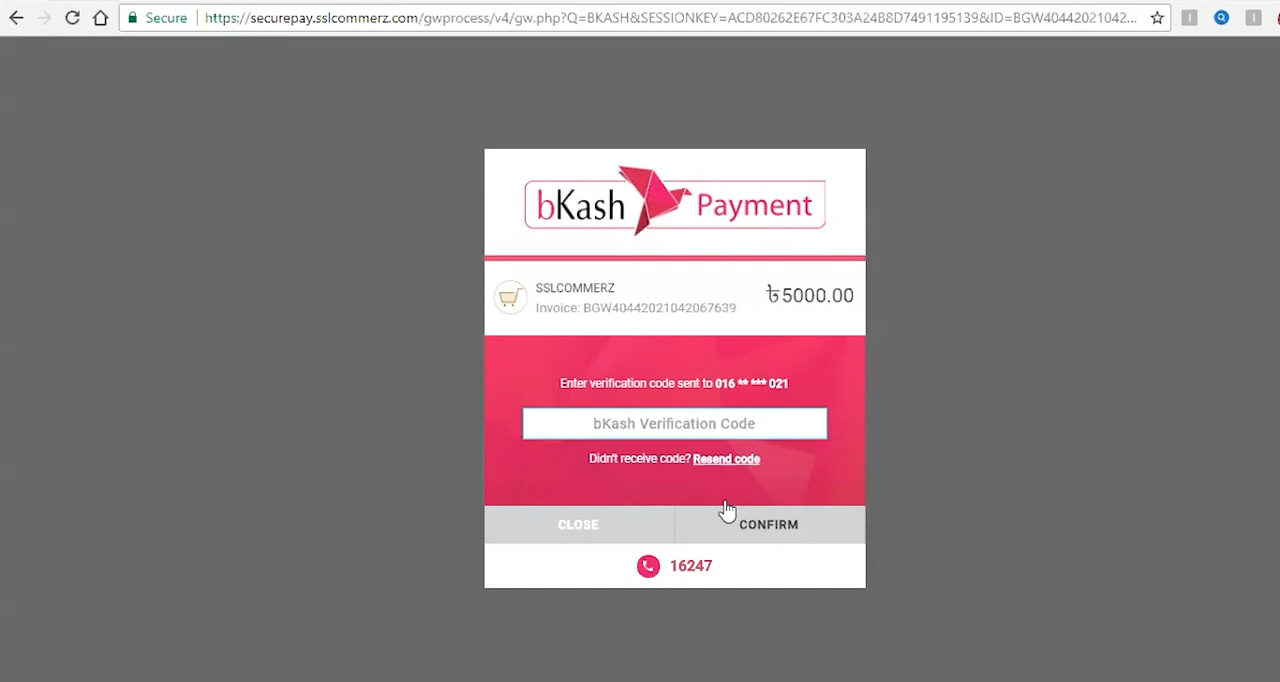 Secure https://securepay.sslcommerz.com/gwprocess/v4/gw.php?Q=BKASH&SESSIONKEY=ACD80262E67FC303A24B8D7491195139&ID=BGW40442021042...
bKash Payment
SSLCOMMERZ
৳5000.00
Invoice: BGW40442021042067639
Enter verification code sent to 016 ** *** 021
bKash Verification Code
Didn't receive code? Resend code
CLOSE CONFIRM
16247